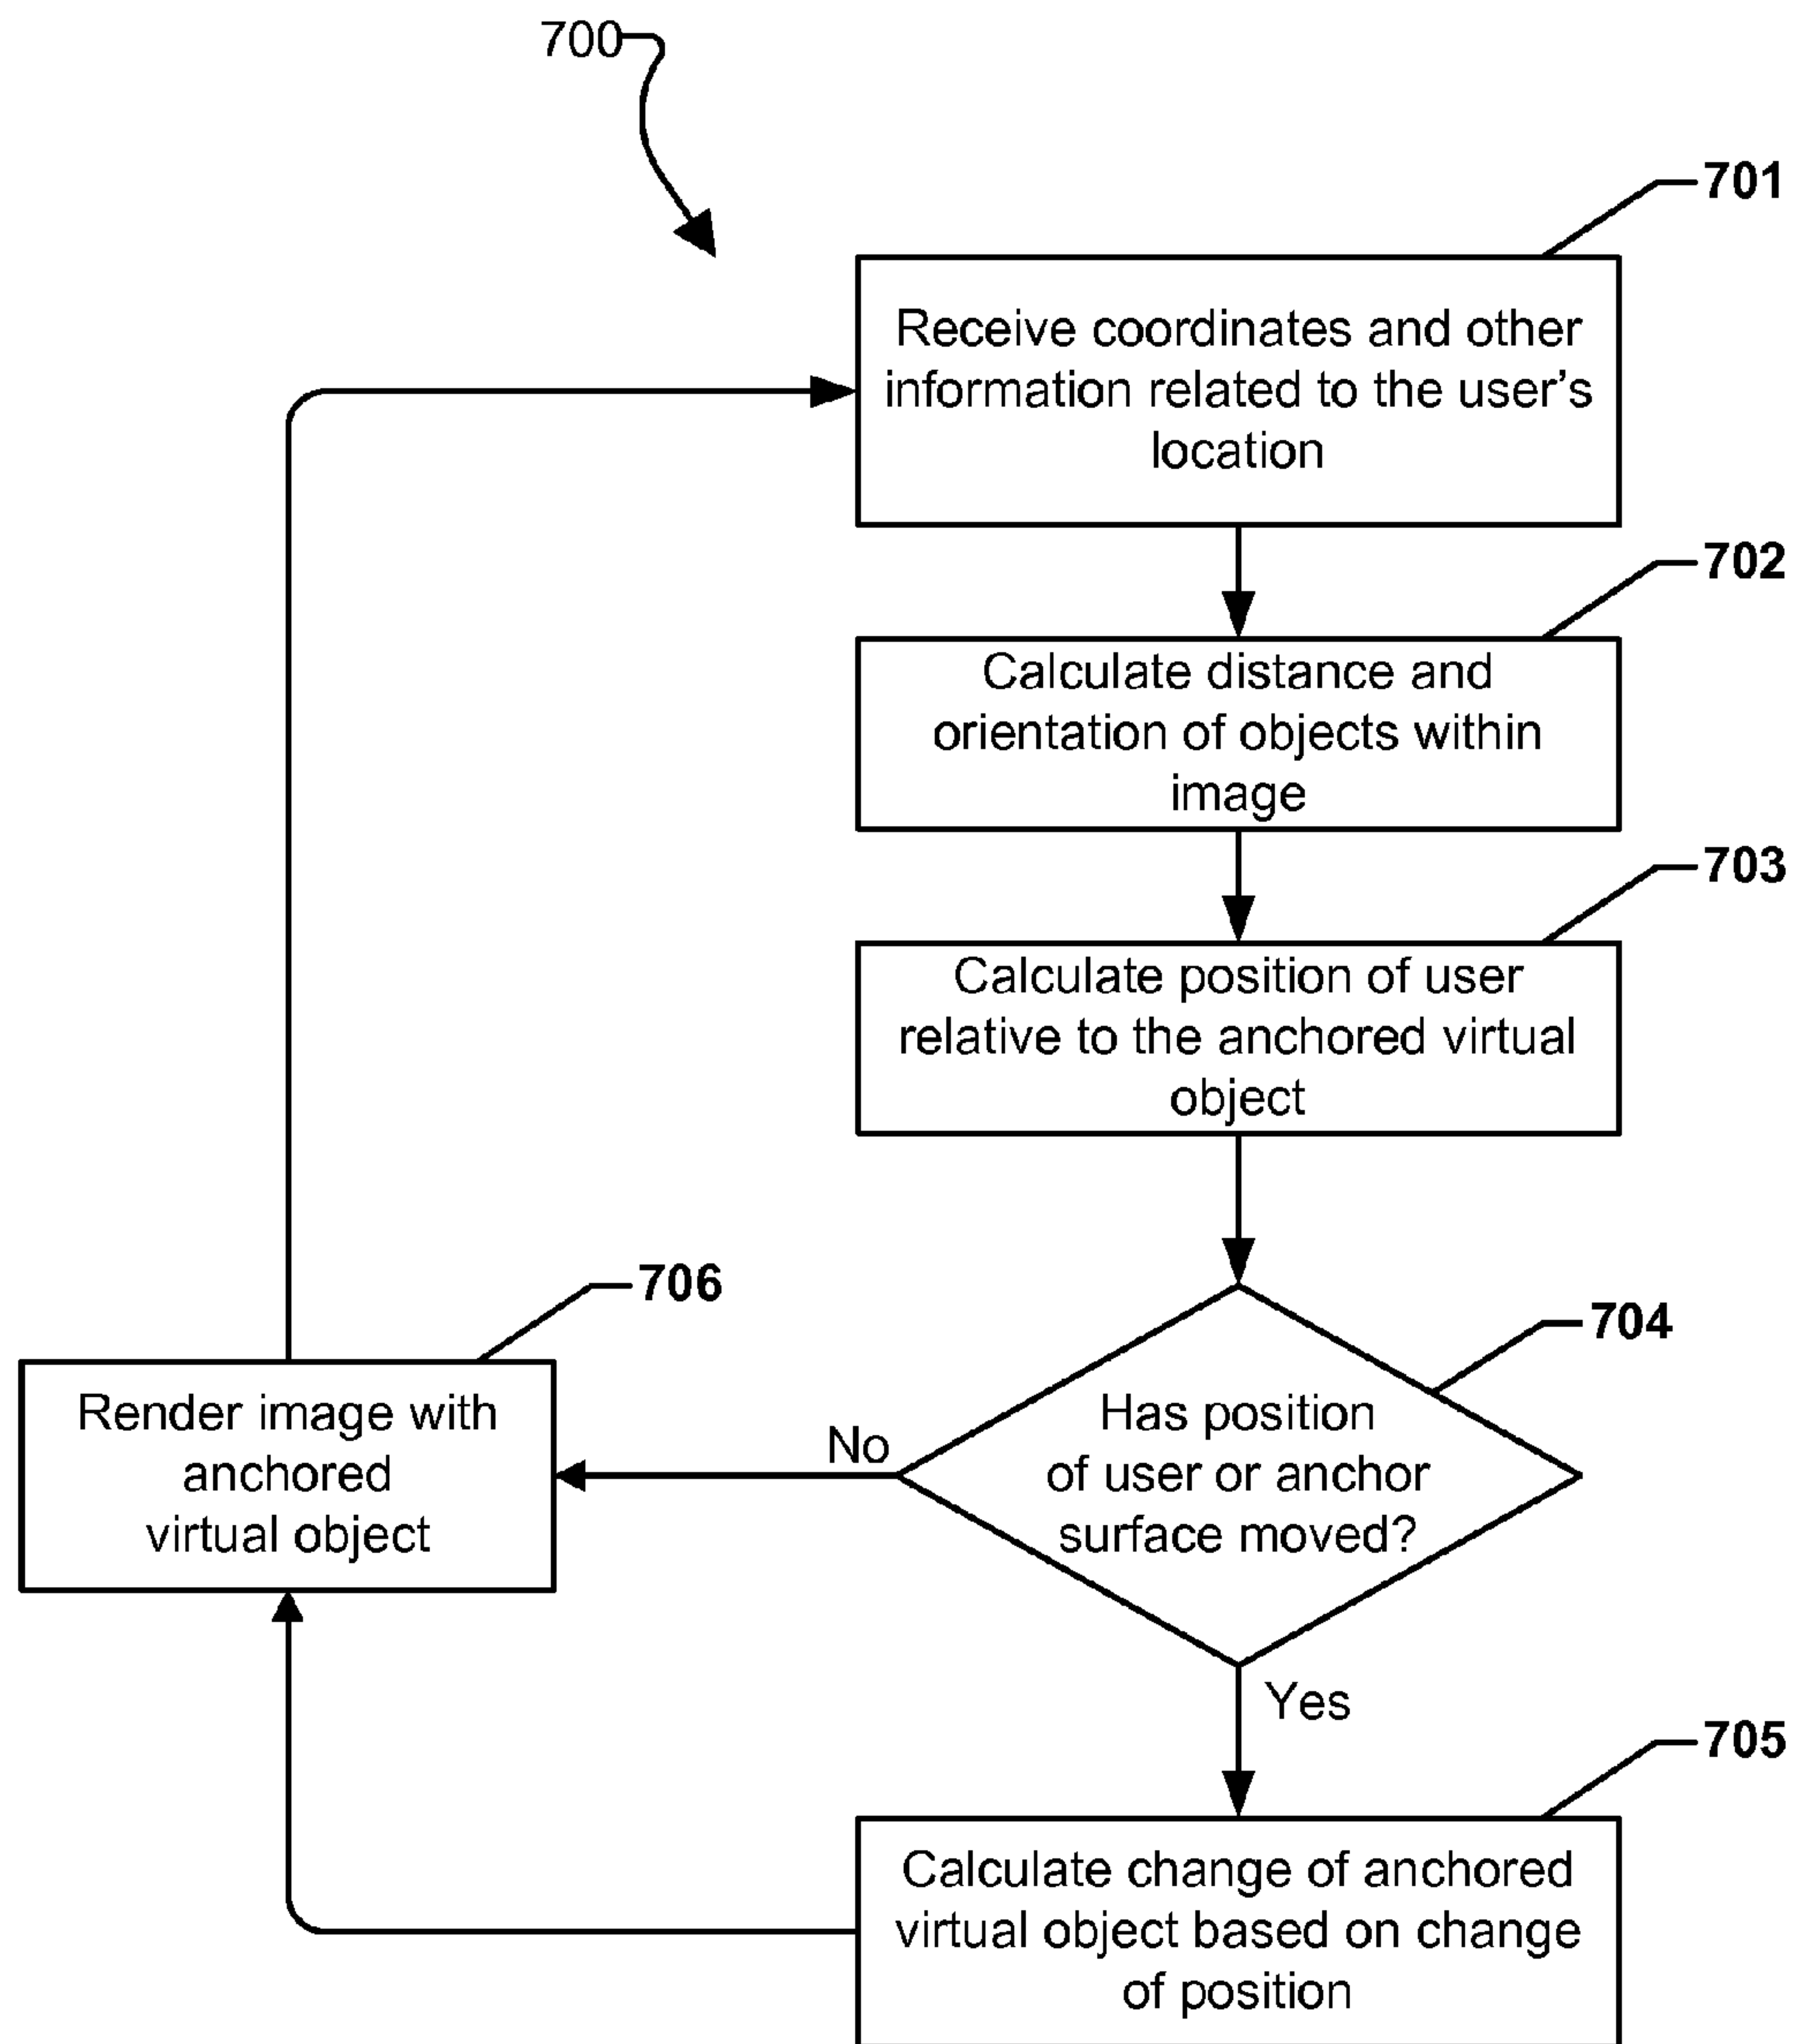 700
701
Receive coordinates and other
information related to the user’s
location
702
Calculate distance and
orientation of objects within
image
703
Calculate position of user
relative to the anchored virtual
object
704
Has position
of user or anchor
surface moved?
No
Yes
706
Render image with
anchored
virtual object
705
Calculate change of anchored
virtual object based on change
of position